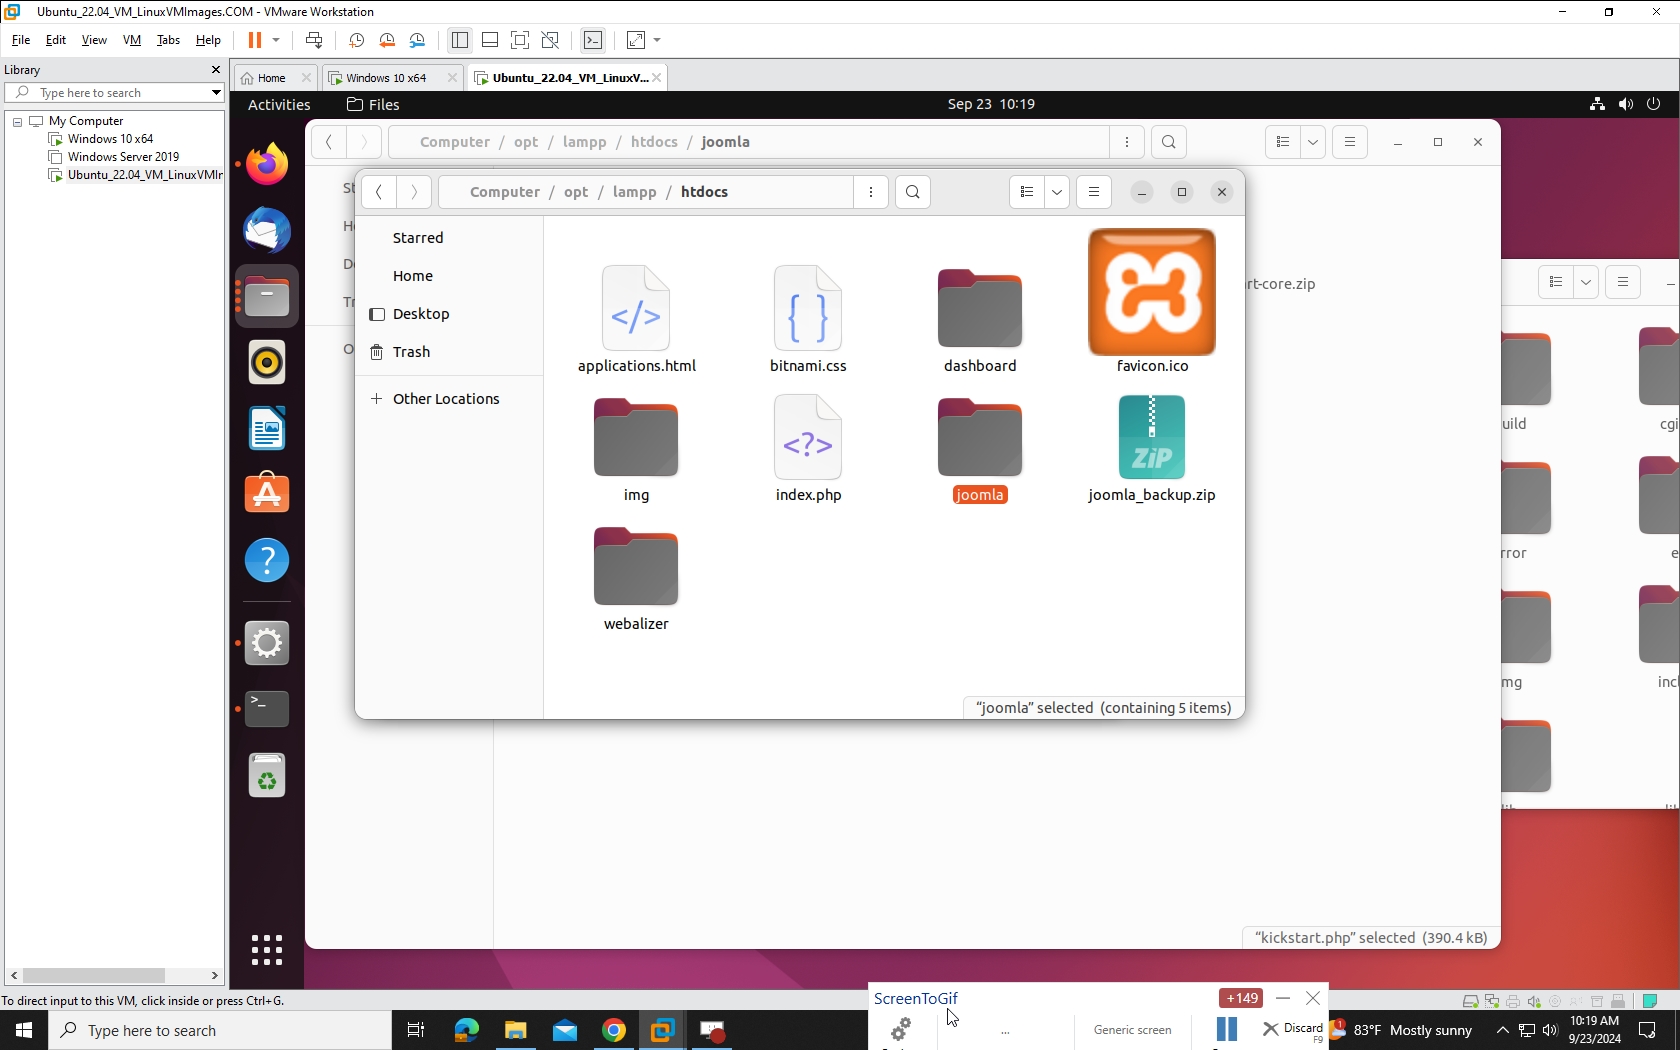 Ubuntu_22.04_VM_LinuxVMImages.COM - VMware Workstation
File Edit View VM Tabs Help
Library
Type here to search
My Computer
Windows 10 x64
Windows Server 2019
Ubuntu_22.04_VM_LinuxVMIr
Home
Windows 10 x64
Ubuntu_22.04_VM_LinuxV...
Activities
Files
Sep 23 10:19
Computer / opt / lampp / htdocs / joomla
St
Computer / opt / lampp / htdocs
H
D
Tr
O
Starred
Home
Desktop
Trash
+ Other Locations
applications.html
bitnami.css
dashboard
favicon.ico
img
index.php
joomla
ZiP
joomla_backup.zip
webalizer
“joomla” selected (containing 5 items)
rt-core.zip
uild
cgi
rror
e
mg
incl
“kickstart.php” selected (390.4 kB)
To direct input to this VM, click inside or press Ctrl+G.
ScreenToGif
+149
...
Generic screen
Discard
F9
Type here to search
83°F Mostly sunny
10:19 AM
9/23/2024